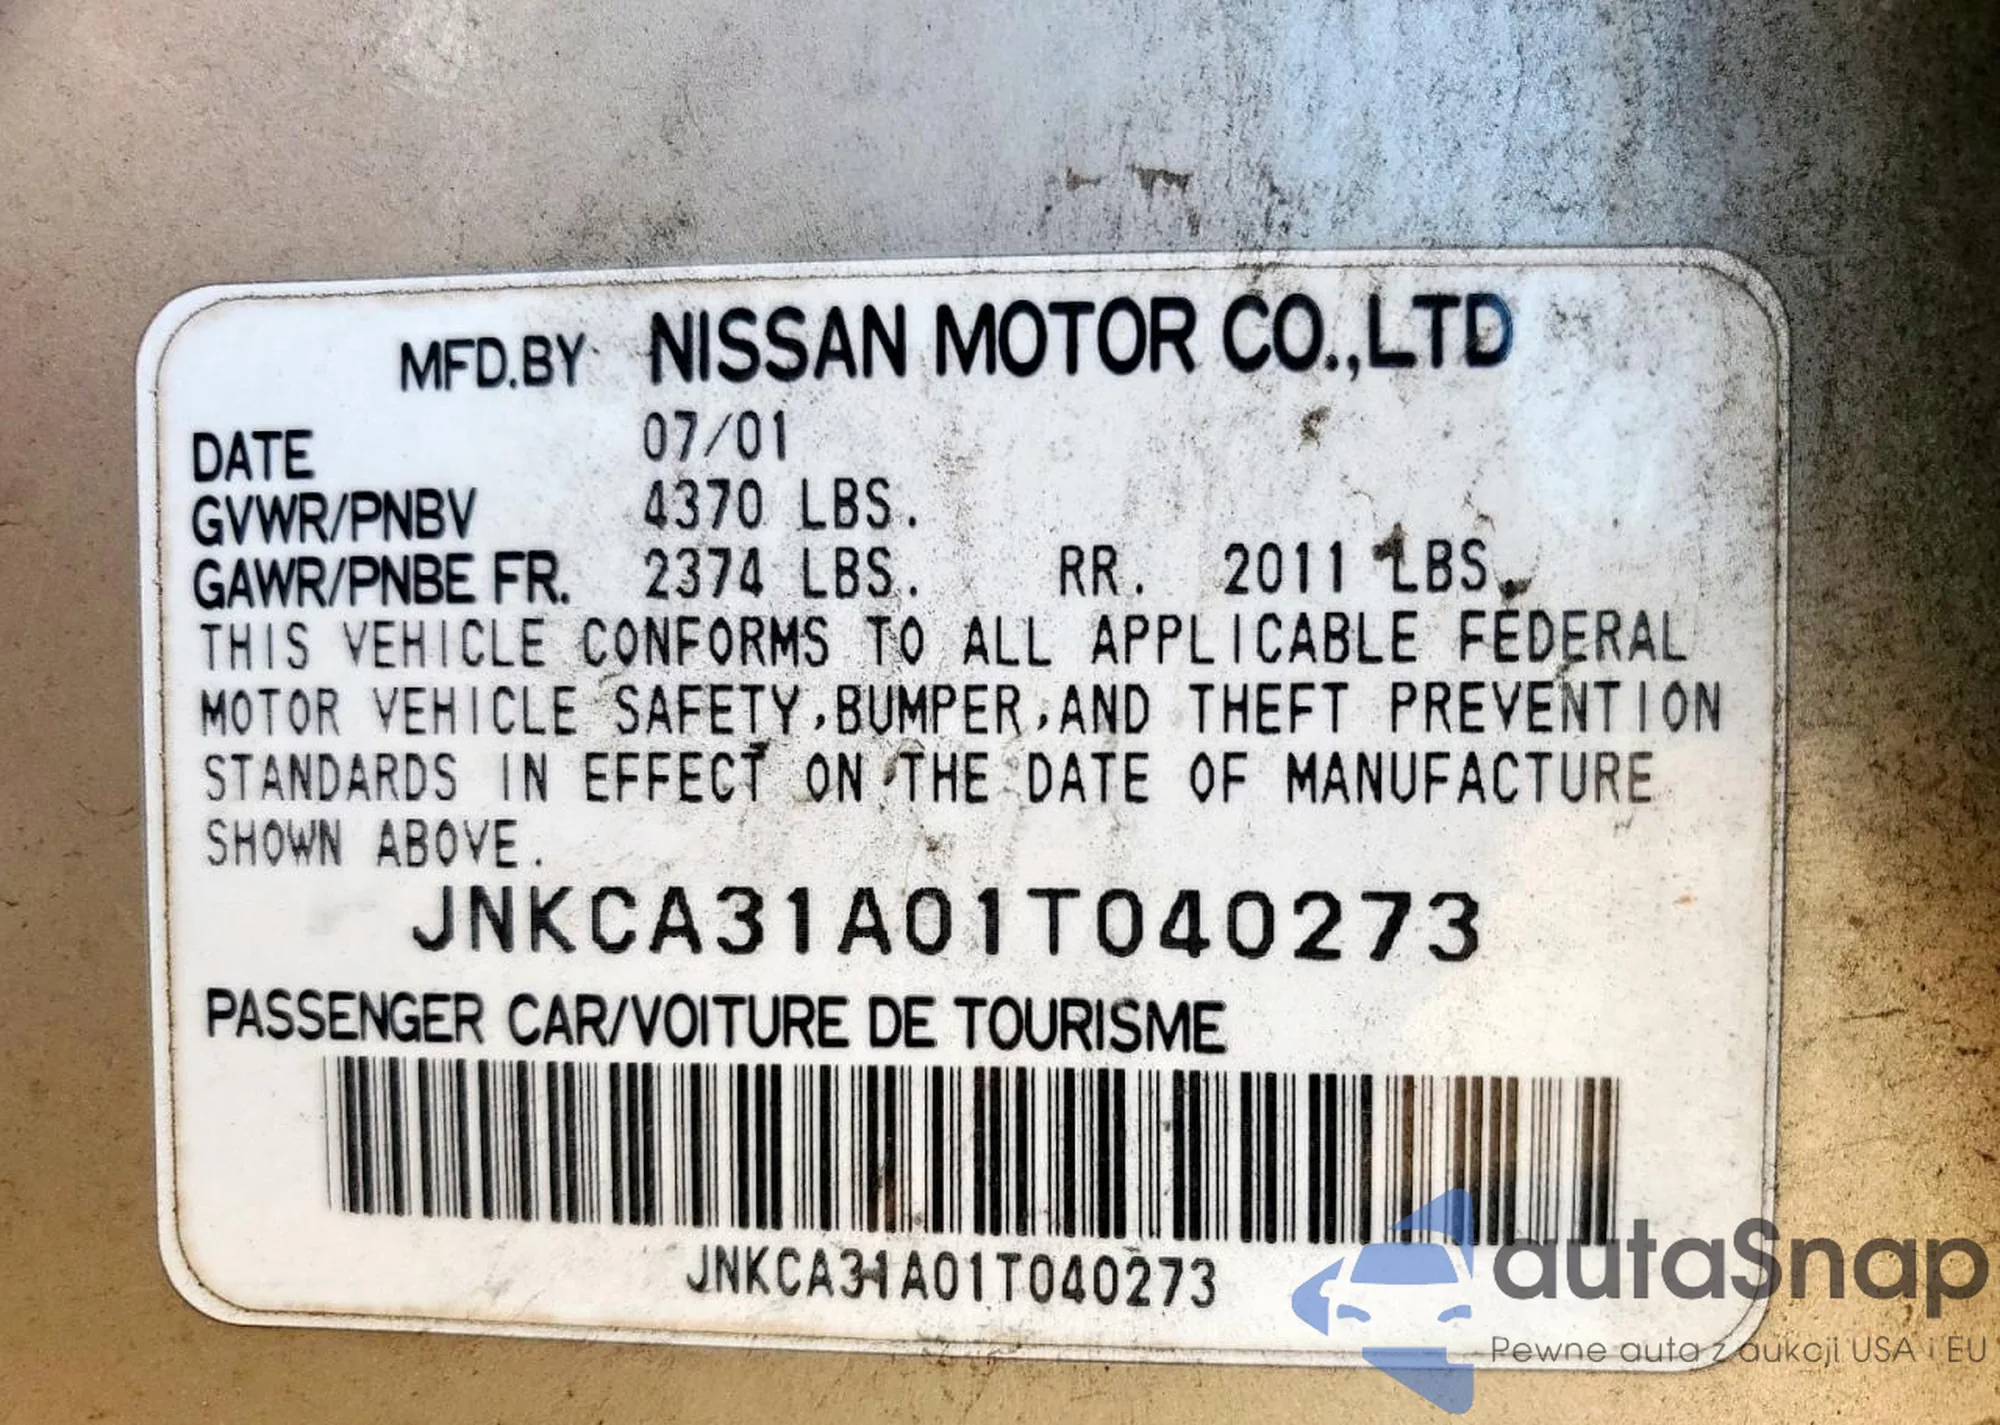 MFD.BY NISSAN MOTOR CO.,LTD
DATE 07/01
GVWR/PNBV 4370 LBS.
GAWR/PNBE FR. 2374 LBS. RR. 2011 LBS.
THIS VEHICLE CONFORMS TO ALL APPLICABLE FEDERAL
MOTOR VEHICLE SAFETY,BUMPER,AND THEFT PREVENTION
STANDARDS IN EFFECT ON THE DATE OF MANUFACTURE
SHOWN ABOVE.
JNKCA31A01T040273
PASSENGER CAR/VOITURE DE TOURISME
JNKCA31A01T040273
autaSnap
Pewne auta z aukcji USA i EU